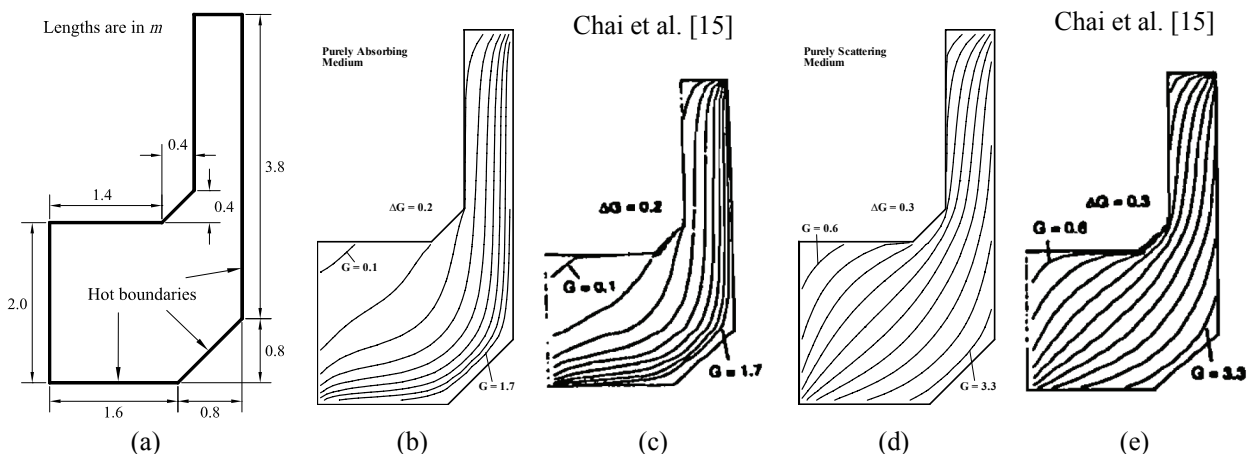 Lengths are in m
0.4
3.8
1.4
0.4
2.0
Hot boundaries
0.8
1.6
0.8
(a)
Purely Absorbing
Medium
ΔG = 0.2
G = 0.1
G = 1.7
(b)
Chai et al. [15]
ΔG = 0.2
G = 0.1
G = 1.7
(c)
Purely Scattering
Medium
ΔG = 0.3
G = 0.6
G = 3.3
(d)
Chai et al. [15]
ΔG = 0.3
G = 0.6
G = 3.3
(e)